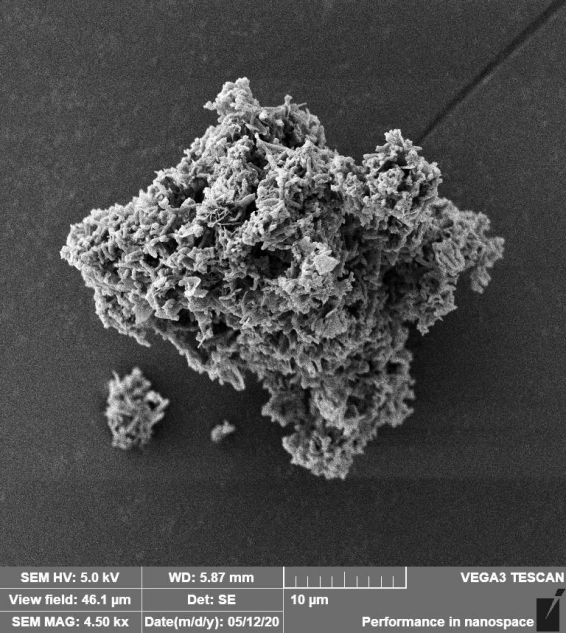 SEM HV: 5.0 kV WD: 5.87 mm VEGA3 TESCAN
View field: 46.1 µm Det: SE 10 µm
SEM MAG: 4.50 kx Date(m/d/y): 05/12/20 Performance in nanospace